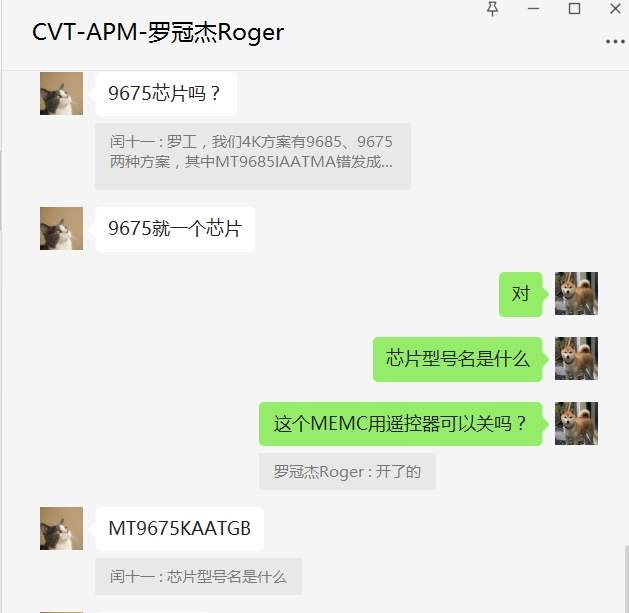 CVT-APM-罗冠杰Roger
9675芯片吗？
闰十一 : 罗工，我们4K方案有9685、9675
两种方案，其中MT9685IAATMA错发成...
9675就一个芯片
对
芯片型号名是什么
这个MEMC用遥控器可以关吗？
罗冠杰Roger : 开了的
MT9675KAATGB
闰十一 : 芯片型号名是什么